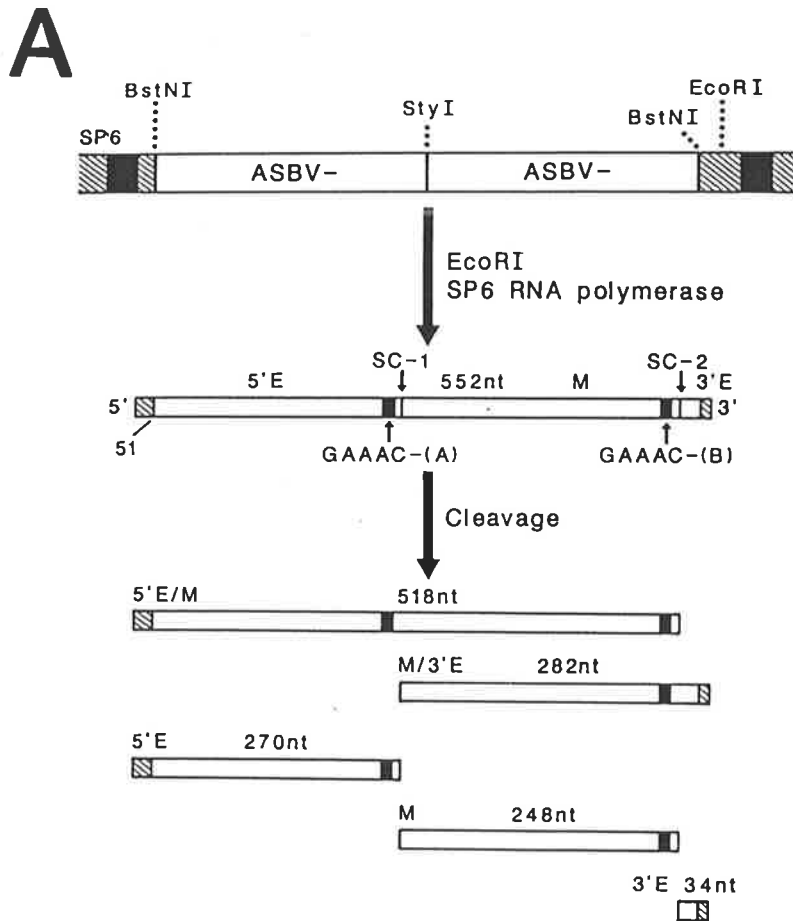 A
BstNI
StyI
BstNI
EcoRI
SP6
ASBV-
ASBV-
EcoRI
SP6 RNA polymerase
SC-1
SC-2
5'E
552nt
M
3'E
5'
3'
51
GAAAC-(A)
GAAAC-(B)
Cleavage
5'E/M
518nt
M/3'E
282nt
5'E
270nt
M
248nt
3'E 34nt